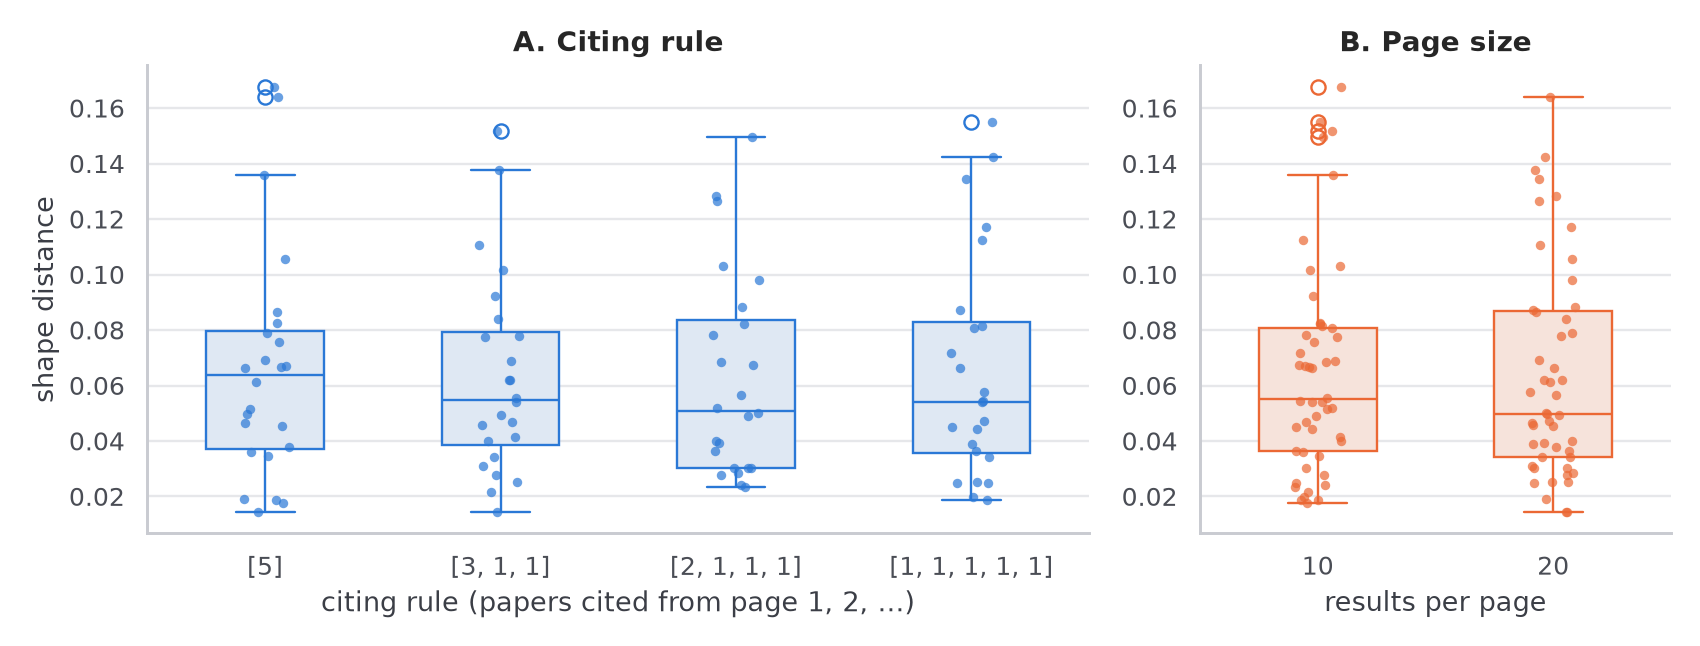 A. Citing rule
shape distance
0.16
0.14
0.12
0.10
0.08
0.06
0.04
0.02
[5]
[3, 1, 1]
[2, 1, 1, 1]
[1, 1, 1, 1, 1]
citing rule (papers cited from page 1, 2, ...)
B. Page size
0.16
0.14
0.12
0.10
0.08
0.06
0.04
0.02
10
20
results per page